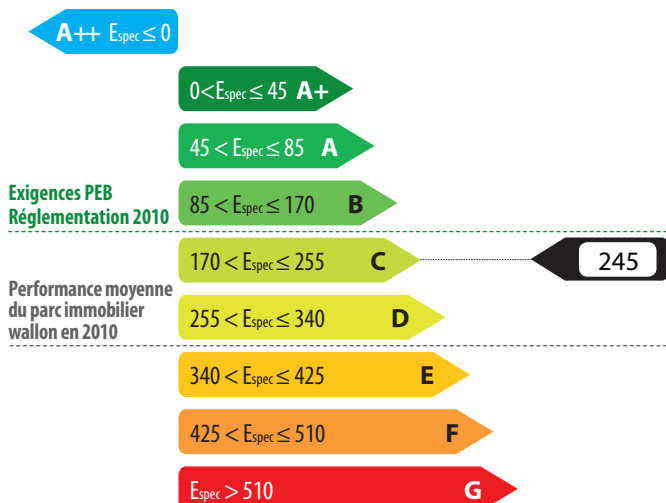 A++ Espec ≤ 0
0<Espec ≤ 45 A+
45 < Espec ≤ 85 A
Exigences PEB
Réglementation 2010
85 < Espec ≤ 170 B
170 < Espec ≤ 255 C
245
Performance moyenne
du parc immobilier
wallon en 2010
255 < Espec ≤ 340 D
340 < Espec ≤ 425 E
425 < Espec ≤ 510 F
Espec > 510 G